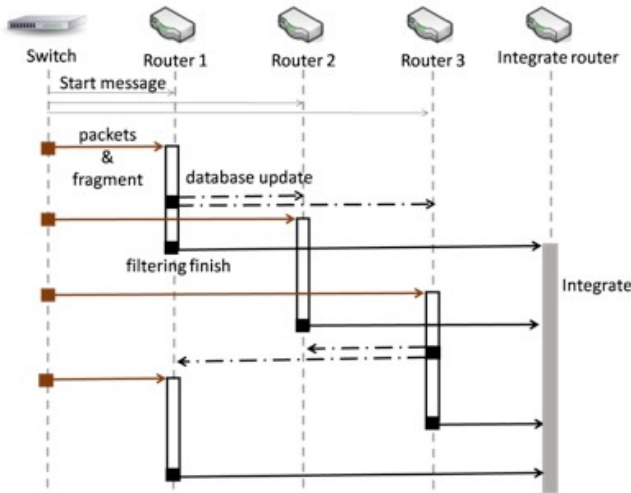 Switch
Router 1
Router 2
Router 3
Integrate router
Start message
packets
&
fragment
database update
filtering finish
Integrate